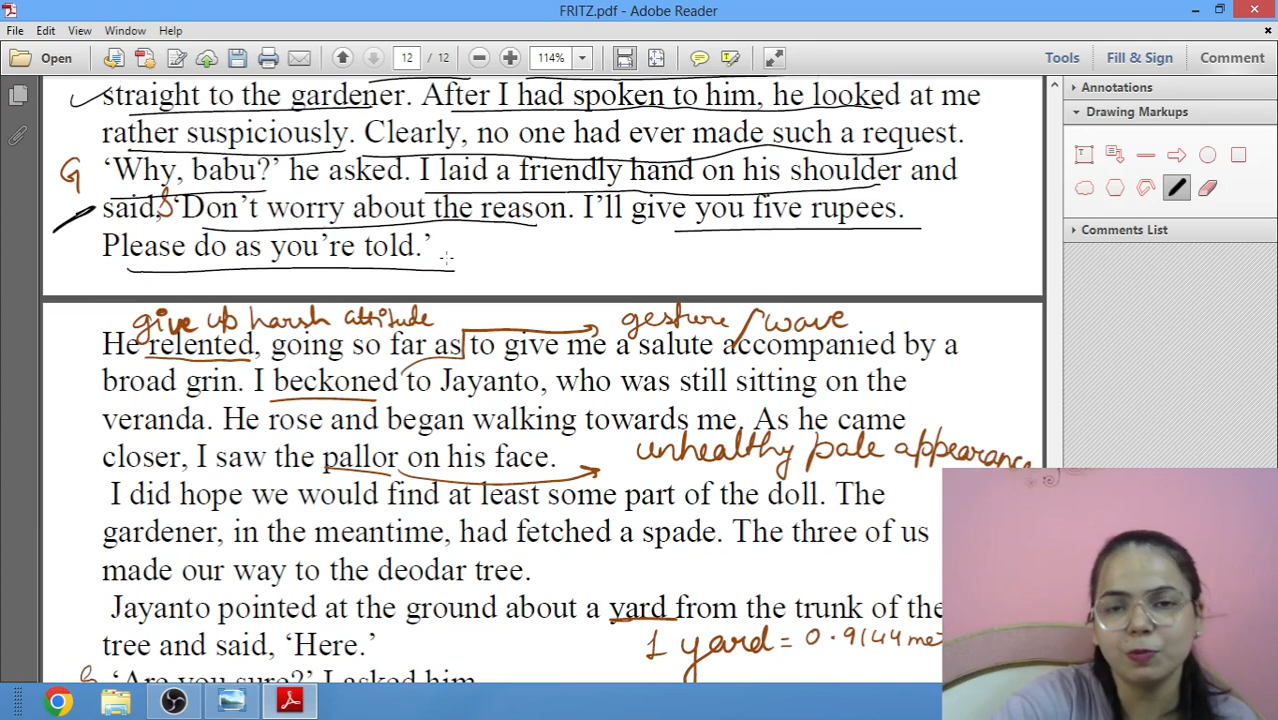 FRITZ.pdf - Adobe Reader
File Edit View Window Help
Open 12 / 12 114% Tools Fill & Sign Comment
straight to the gardener. After I had spoken to him, he looked at me
rather suspiciously. Clearly, no one had ever made such a request.
G ‘Why, babu?’ he asked. I laid a friendly hand on his shoulder and
said, S ‘Don’t worry about the reason. I’ll give you five rupees.
Please do as you’re told.’
give up harsh attitude gesture / wave
He relented, going so far as to give me a salute accompanied by a
broad grin. I beckoned to Jayanto, who was still sitting on the
veranda. He rose and began walking towards me. As he came
unhealthy pale appearance
closer, I saw the pallor on his face.
I did hope we would find at least some part of the doll. The
gardener, in the meantime, had fetched a spade. The three of us
made our way to the deodar tree.
Jayanto pointed at the ground about a yard from the trunk of the
tree and said, ‘Here.’
1 yard = 0.9144 me
‘Are you sure?’ I asked him.
Annotations
Drawing Markups
Comments List